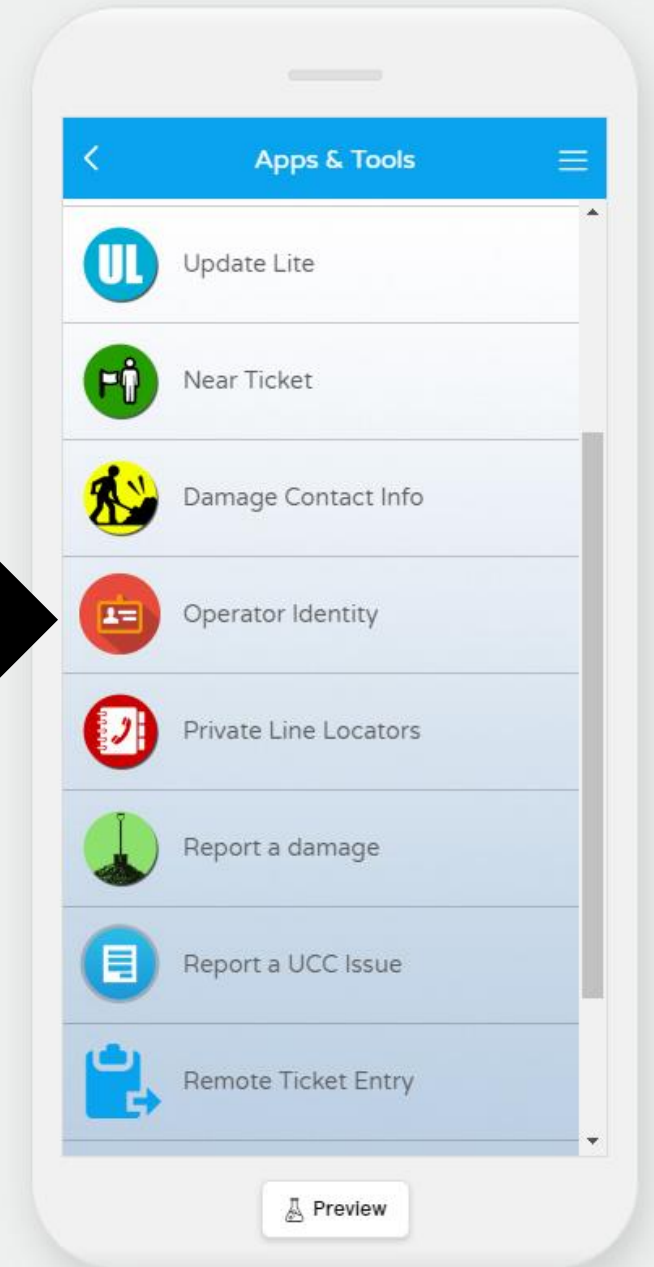 Apps & Tools
UL
Update Lite
Near Ticket
Damage Contact Info
Operator Identity
Private Line Locators
Report a damage
Report a UCC Issue
Remote Ticket Entry
Preview